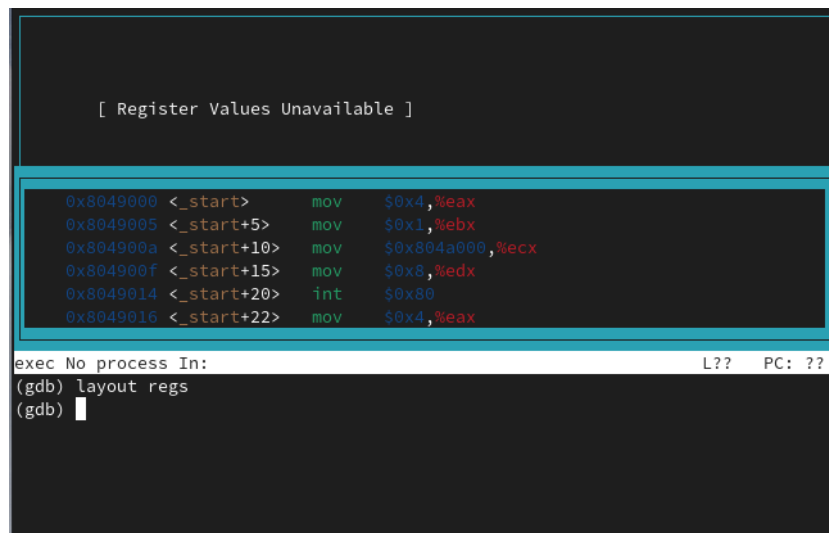 [ Register Values Unavailable ]
0x8049000 <_start> mov $0x4,%eax
0x8049005 <_start+5> mov $0x1,%ebx
0x804900a <_start+10> mov $0x804a000,%ecx
0x804900f <_start+15> mov $0x8,%edx
0x8049014 <_start+20> int $0x80
0x8049016 <_start+22> mov $0x4,%eax
exec No process In: L?? PC: ??
(gdb) layout regs
(gdb)